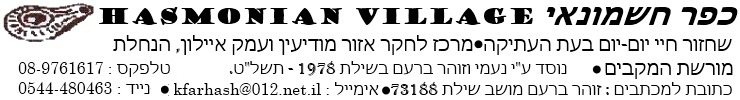 כפר חשמונאי HASMONIAN VILLAGE
שחזור חיי יום-יום בעת העתיקה●מרכז לחקר אזור מודיעין ועמק איילון, הנחלת
מורשת המקבים ● נוסד ע"י נעמי וזוהר ברעם בשילת 1978 - תשל"ט. טלפקס : 08-9761617
כתובת למכתבים : זוהר ברעם מושב שילת 73188●אימייל : kfarhash@012.net.il ● נייד : 0544-480463